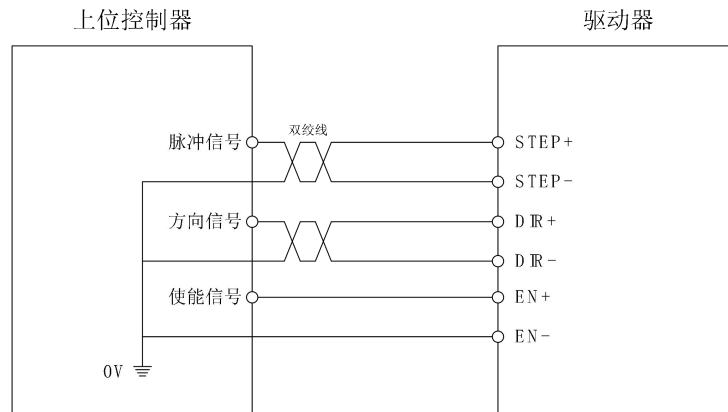 上位控制器
驱动器
双绞线
脉冲信号
STEP+
STEP-
方向信号
DIR+
DIR-
使能信号
EN+
EN-
0V